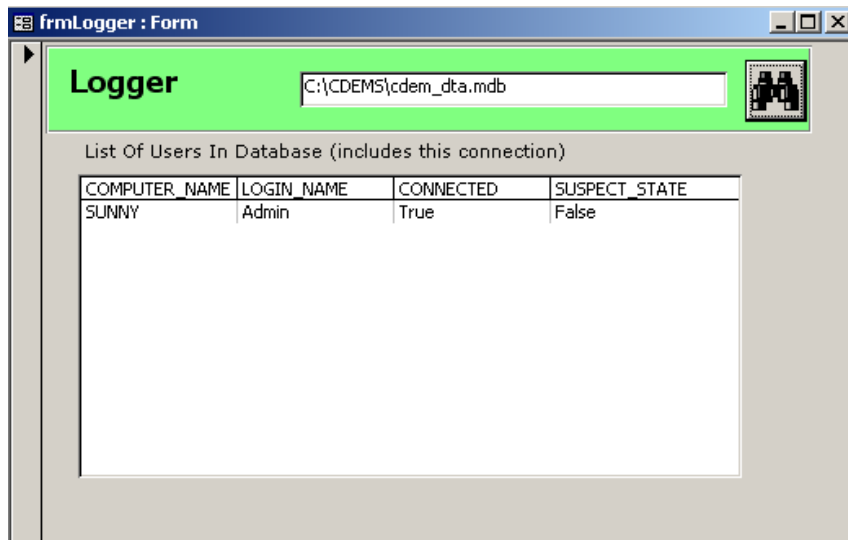 frmLogger : Form
Logger C:\CDEMS\cdem_dta.mdb
List Of Users In Database (includes this connection)
COMPUTER_NAME LOGIN_NAME CONNECTED SUSPECT_STATE
SUNNY Admin True False